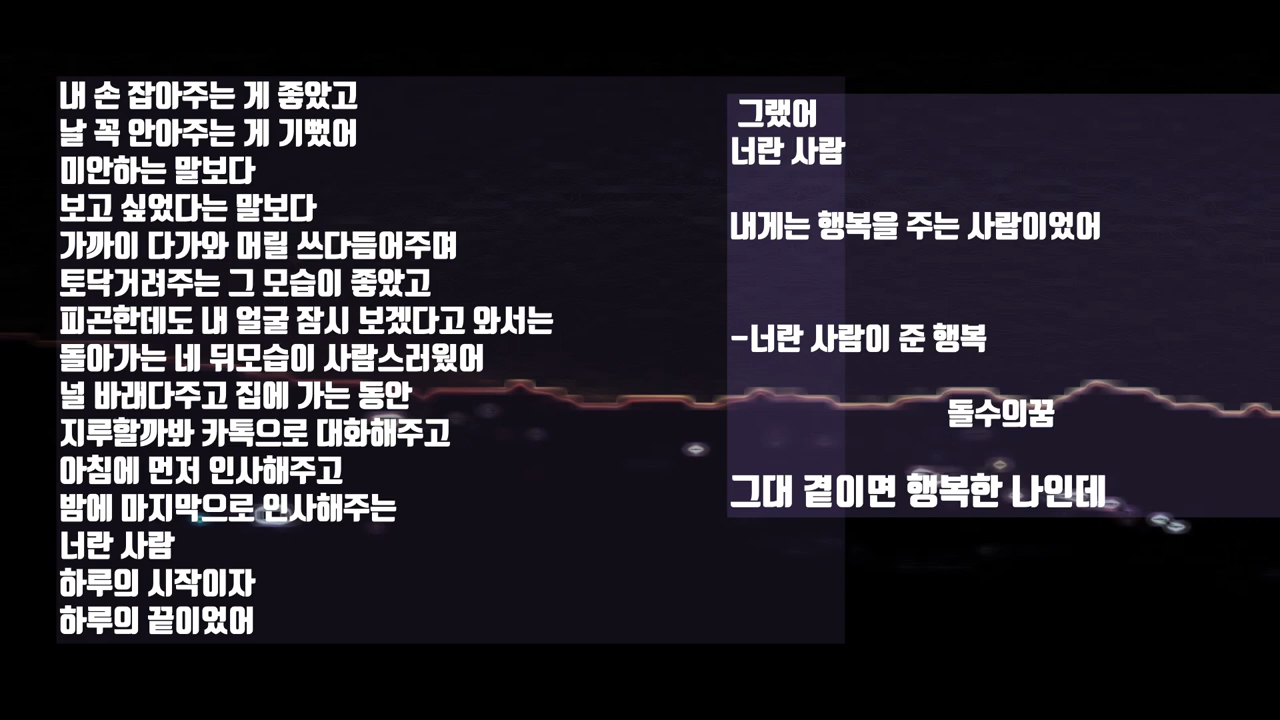 내 손 잡아주는 게 좋았고
날 꼭 안아주는 게 기뻤어
미안하는 말보다
보고 싶었다는 말보다
가까이 다가와 머릴 쓰다듬어주며
토닥거려주는 그 모습이 좋았고
피곤한데도 내 얼굴 잠시 보겠다고 와서는
돌아가는 네 뒤모습이 사람스러웠어
널 바래다주고 집에 가는 동안
지루할까봐 카톡으로 대화해주고
아침에 먼저 인사해주고
밤에 마지막으로 인사해주는
너란 사람
하루의 시작이자
하루의 끝이었어
그랬어
너란 사람
내게는 행복을 주는 사람이었어
-너란 사람이 준 행복
돌수의꿈
그대 곁이면 행복한 나인데